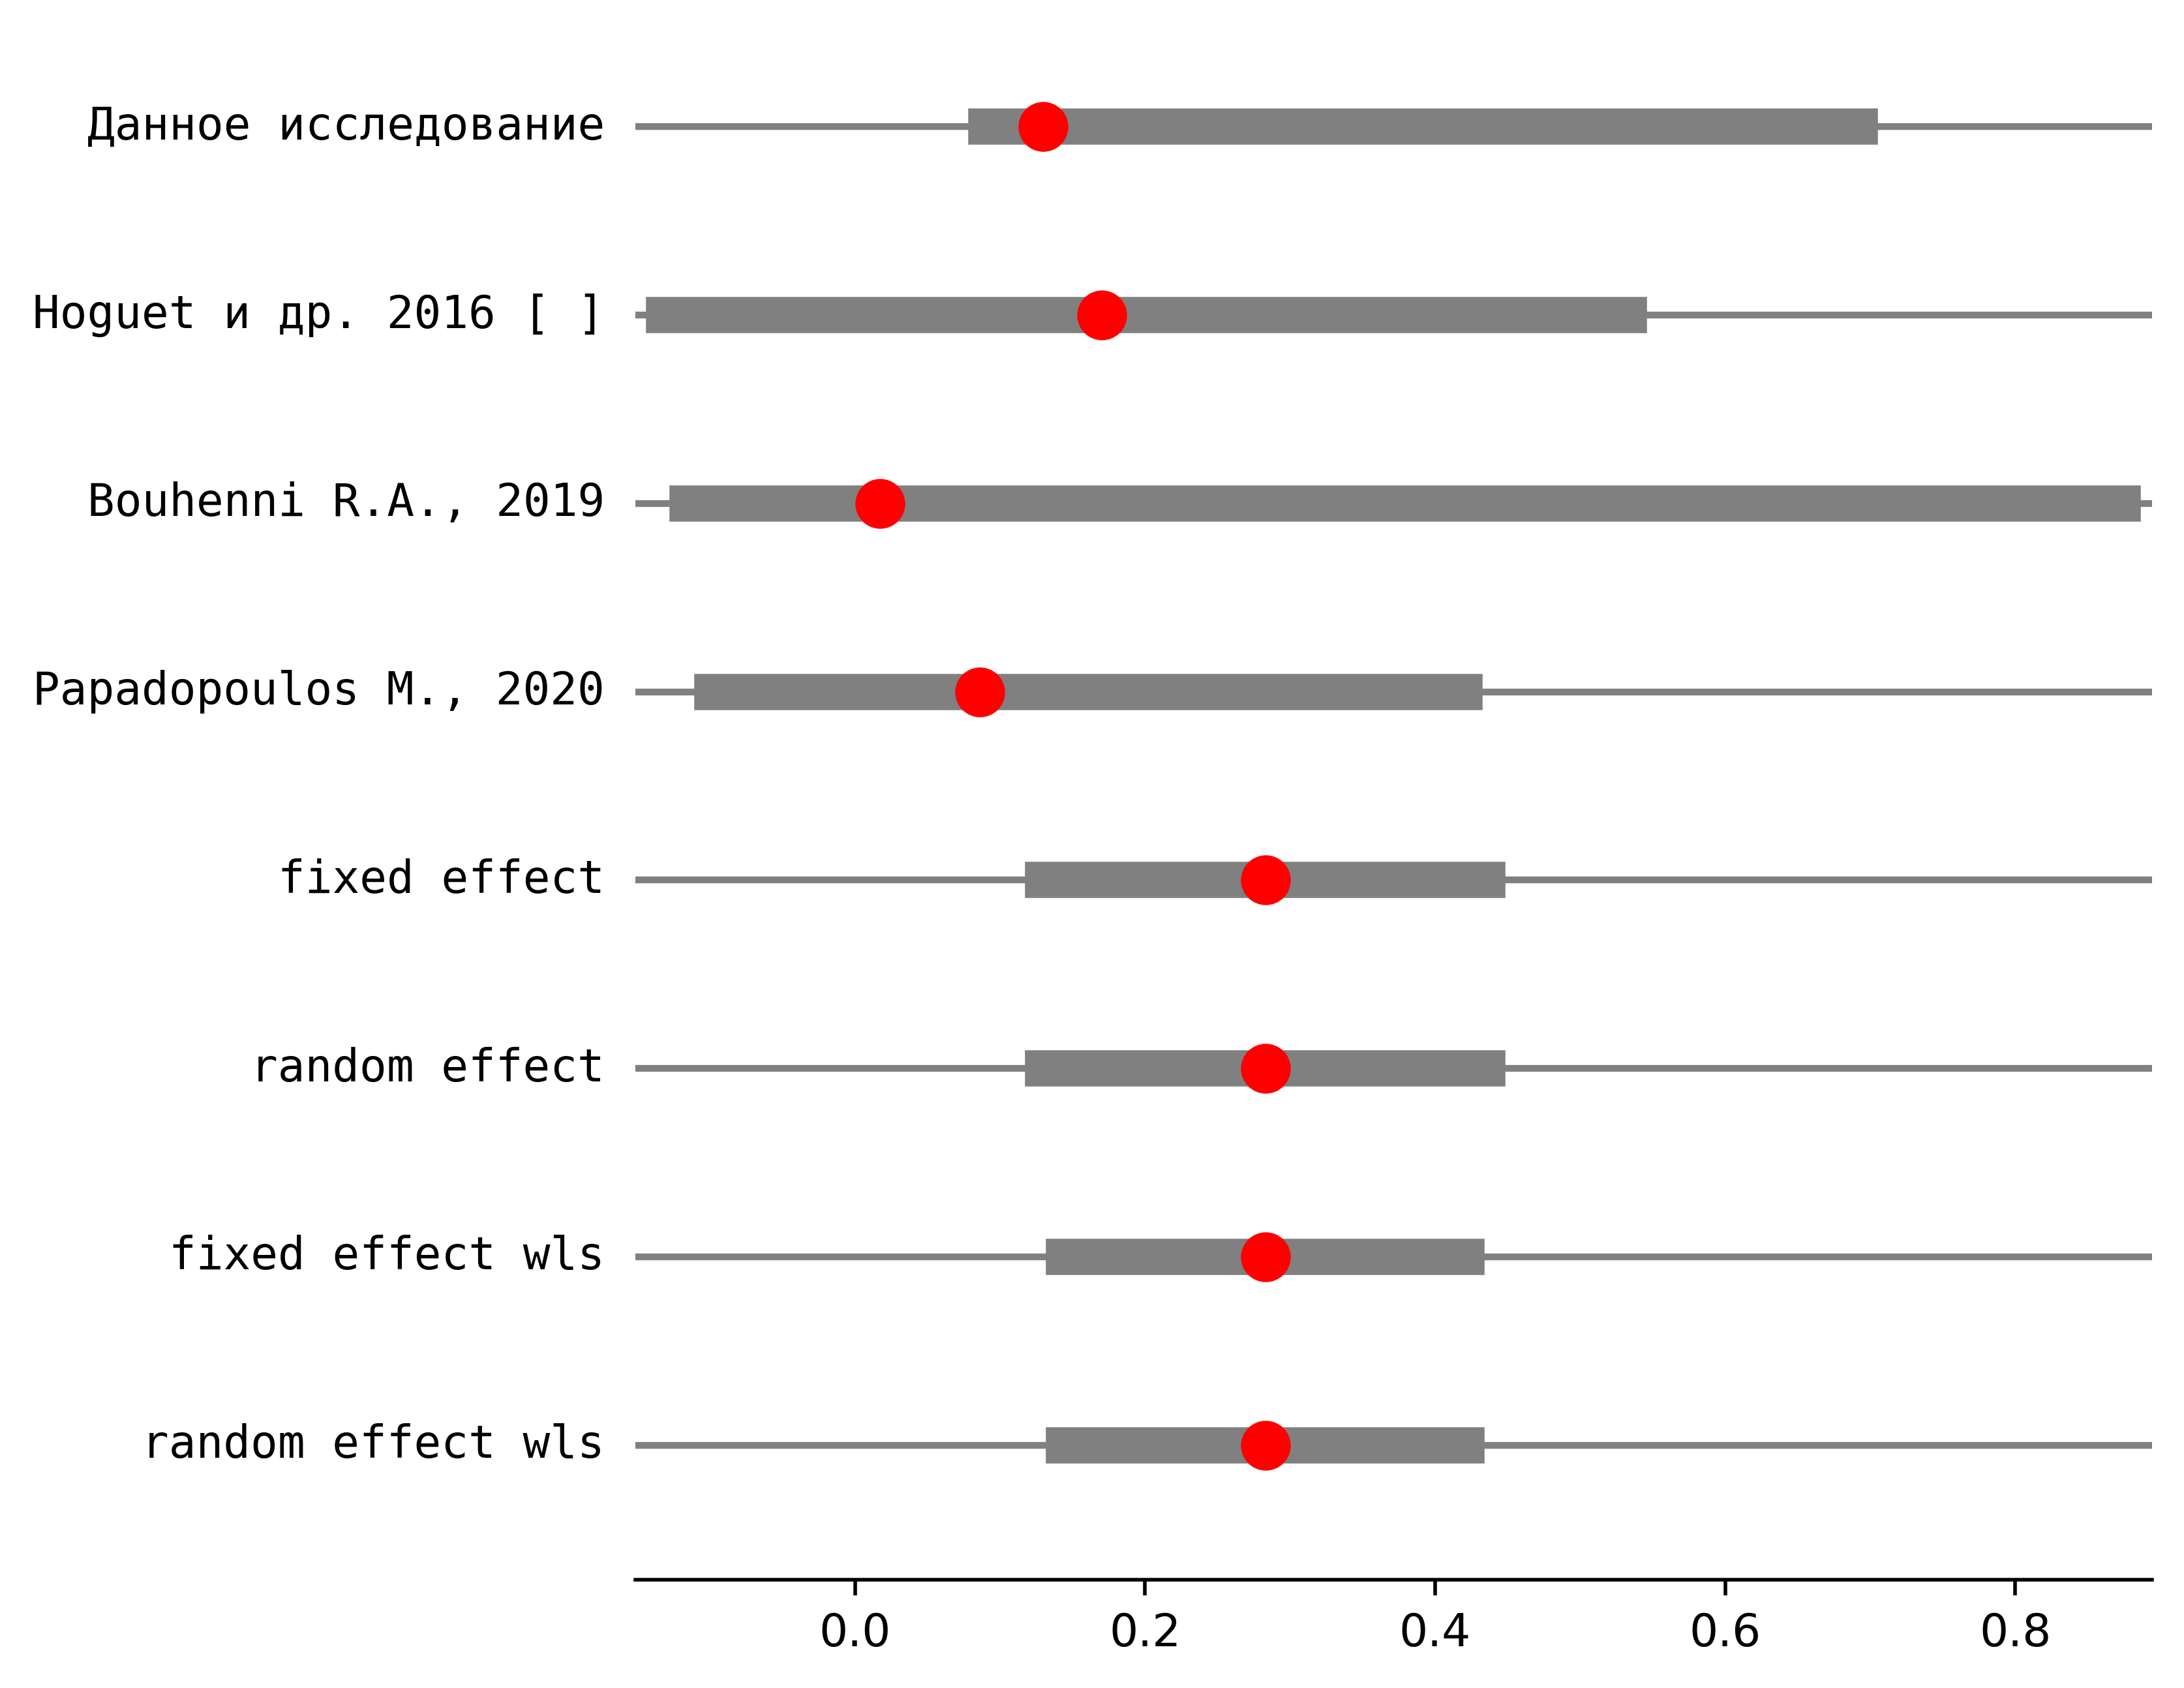 Данное исследование
Hoguet и др. 2016 [ ]
Bouhenni R.A., 2019
Papadopoulos M., 2020
fixed effect
random effect
fixed effect wls
random effect wls
0.0 0.2 0.4 0.6 0.8